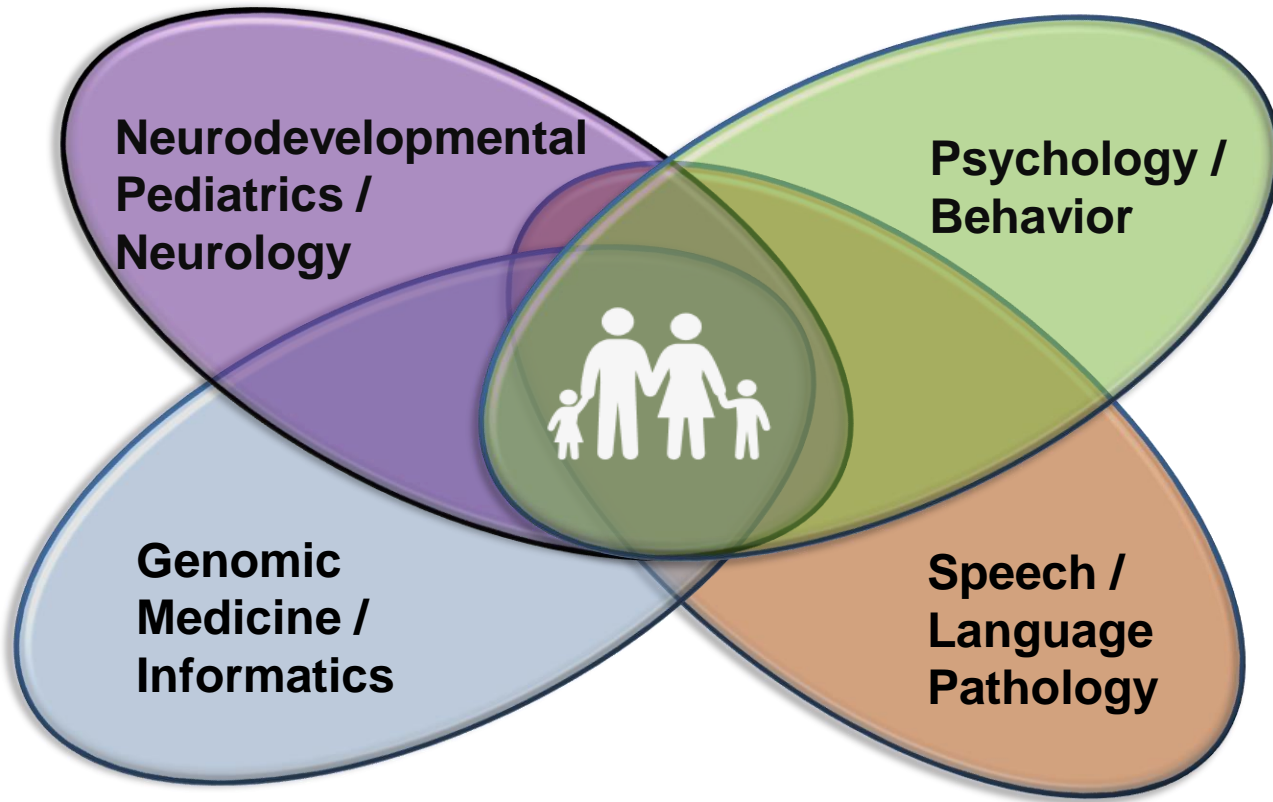 Neurodevelopmental
Pediatrics /
Neurology
Psychology /
Behavior
Genomic
Medicine /
Informatics
Speech /
Language
Pathology